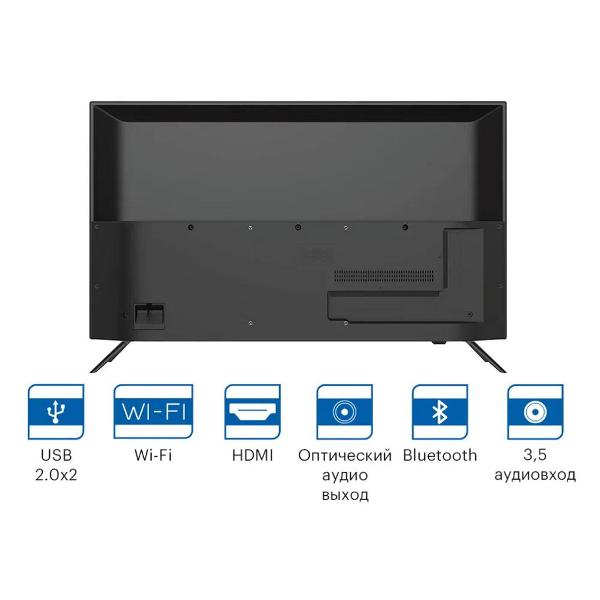 WI-FI
USB
2.0x2
Wi-Fi
HDMI
Оптический
аудио
выход
Bluetooth
3,5
аудиовход